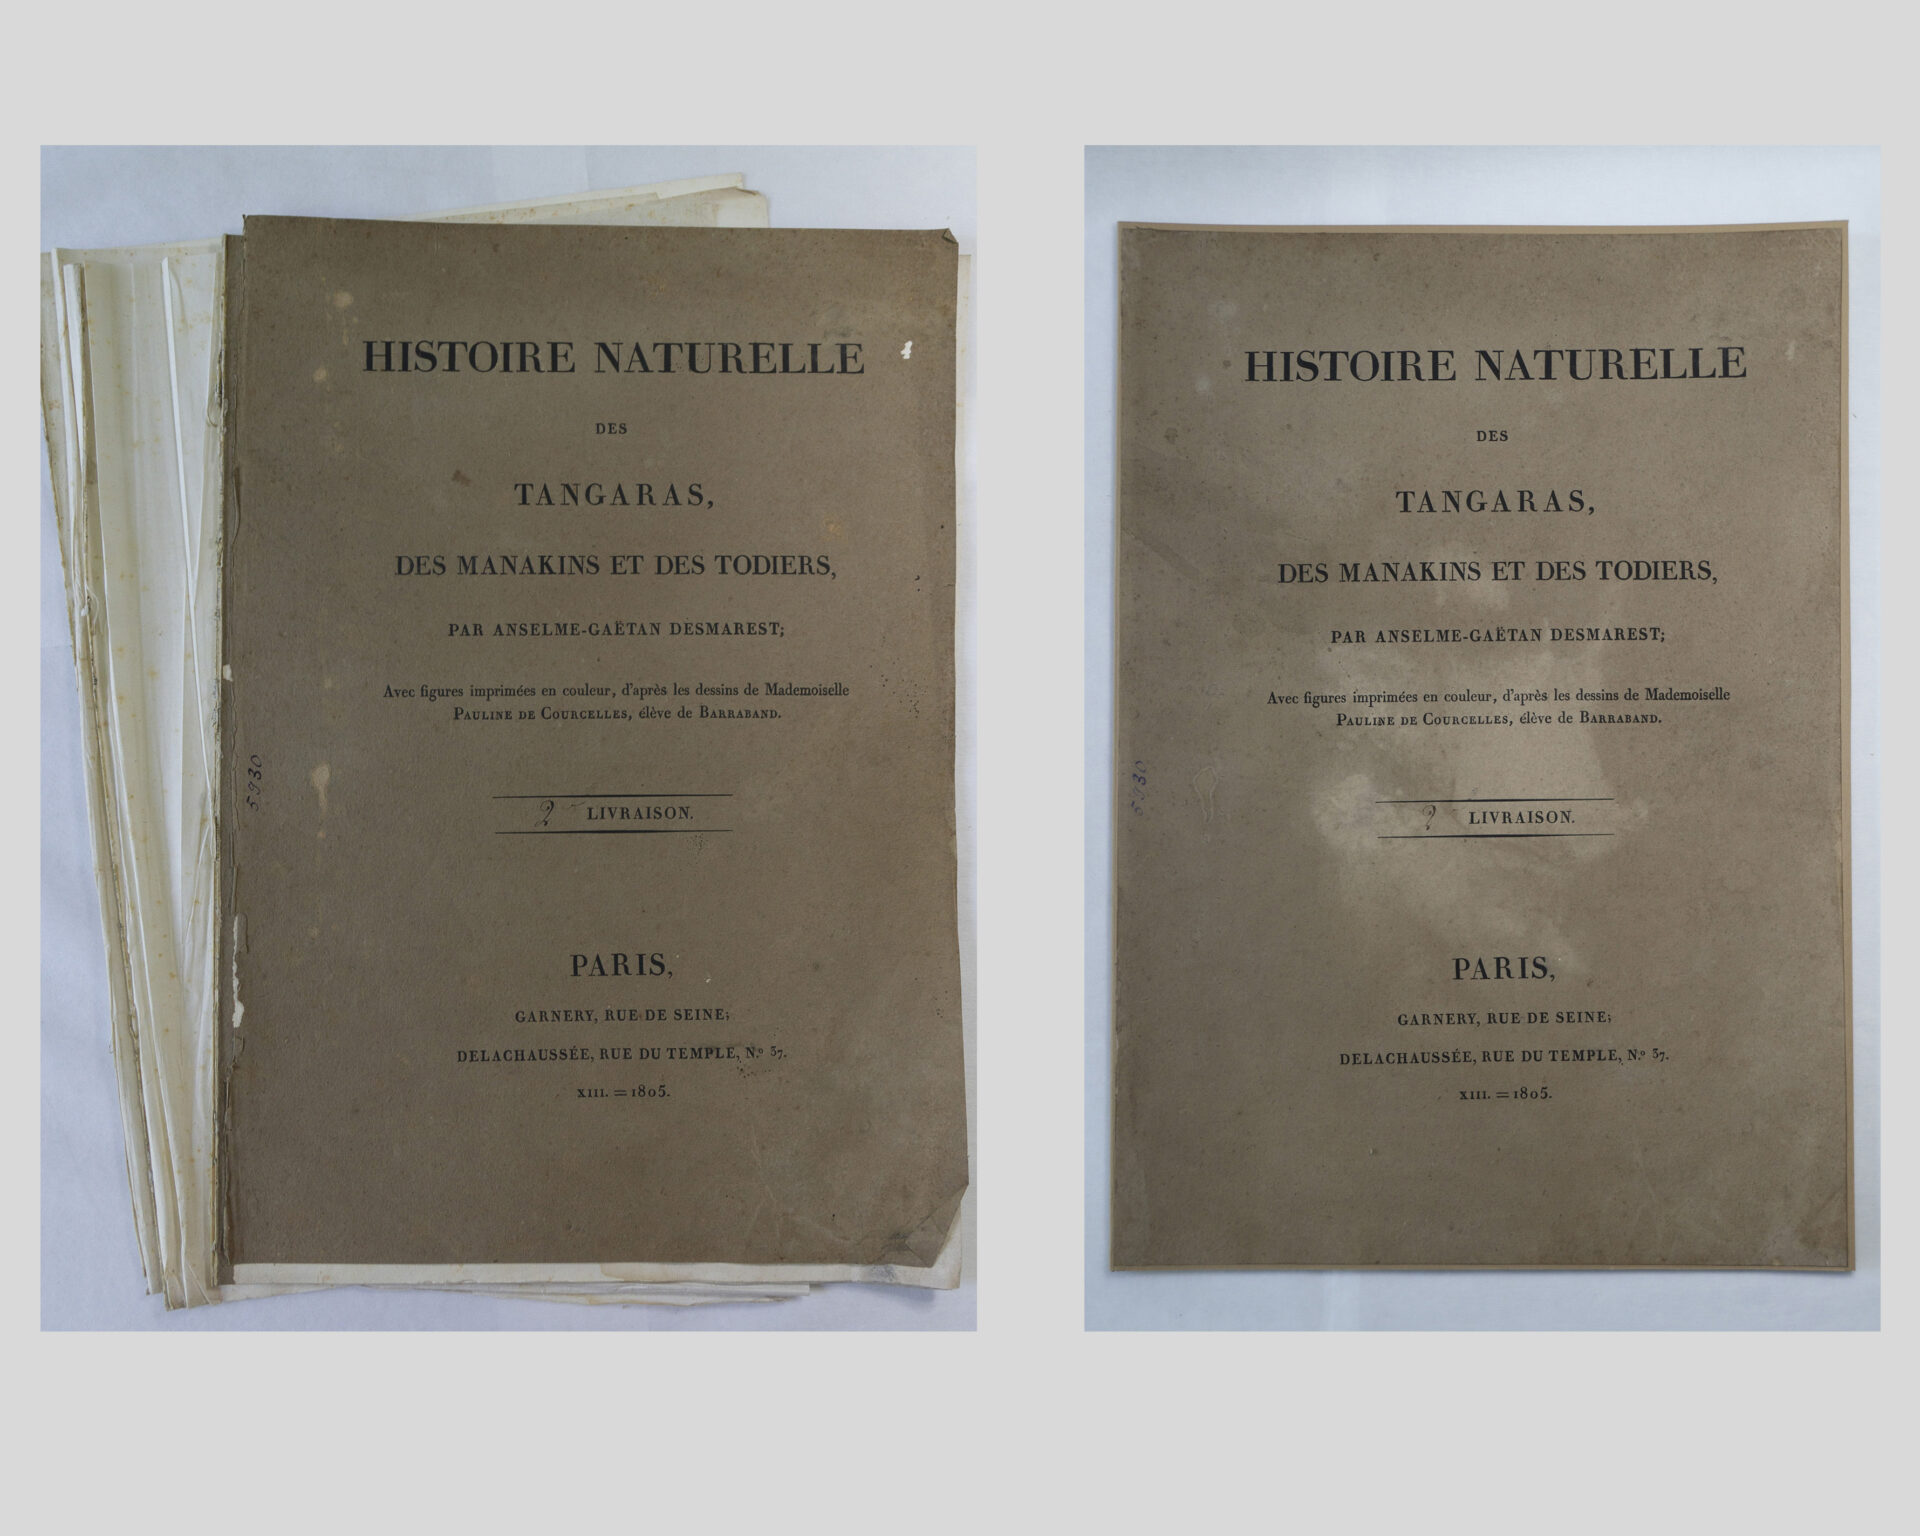 HISTOIRE NATURELLE
DES
TANGARAS,
DES MANAKINS ET DES TODIERS,
PAR ANSELME-GAËTAN DESMAREST;
Avec figures imprimées en couleur, d'après les dessins de Mademoiselle
PAULINE DE COURCELLES, élève de BARRABAND.
5930
2 LIVRAISON.
PARIS,
GARNERY, RUE DE SEINE;
DELACHAUSSÉE, RUE DU TEMPLE, N.º 37.
XIII. = 1805.
HISTOIRE NATURELLE
DES
TANGARAS,
DES MANAKINS ET DES TODIERS,
PAR ANSELME-GAËTAN DESMAREST;
Avec figures imprimées en couleur, d'après les dessins de Mademoiselle
PAULINE DE COURCELLES, élève de BARRABAND.
5930
2 LIVRAISON.
PARIS,
GARNERY, RUE DE SEINE;
DELACHAUSSÉE, RUE DU TEMPLE, N.º 37.
XIII. = 1805.